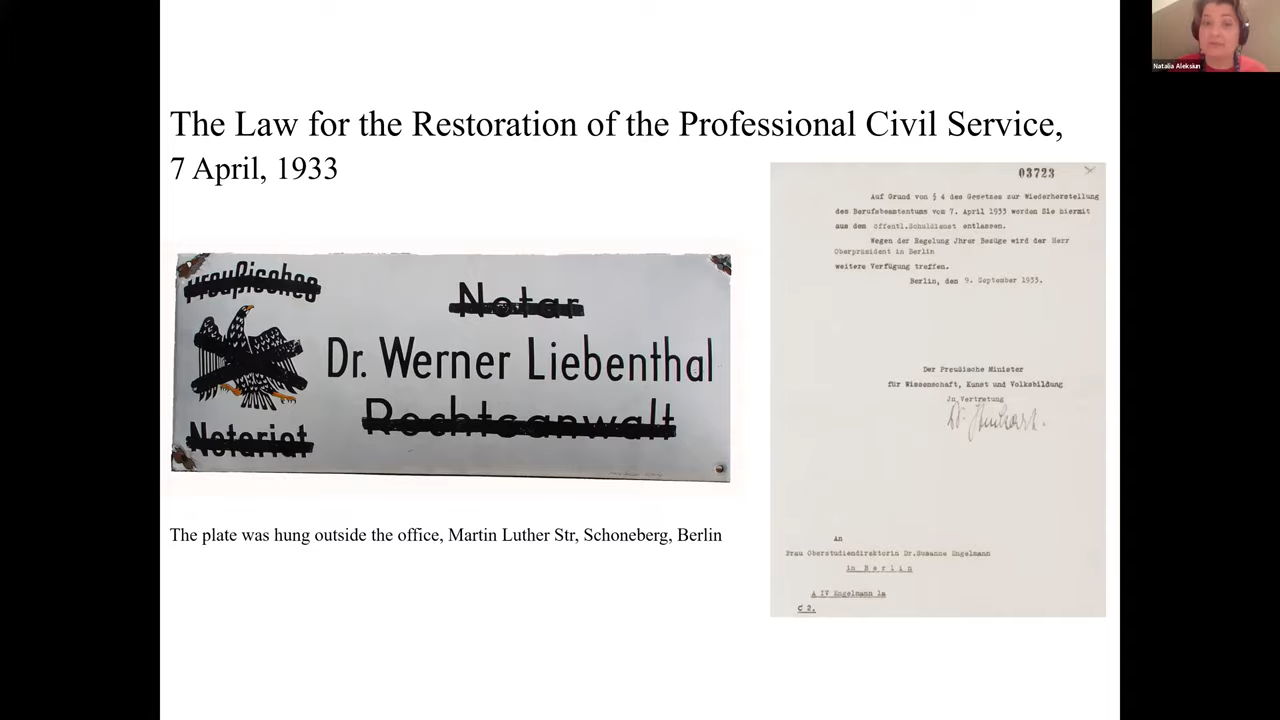 Natalia Aleksiun
The Law for the Restoration of the Professional Civil Service,
7 April, 1933
Preußisches
Notariat
Notar
Dr. Werner Liebenthal
Rechtsanwalt
The plate was hung outside the office, Martin Luther Str, Schoneberg, Berlin
03723
Auf Grund von § 4 des Gesetzes zur Wiederherstellung
des Berufsbeamtentums vom 7. April 1933 werden Sie hiermit
aus dem öffentl.Schuldienst entlassen.
Wegen der Regelung Jhrer Bezüge wird der Herr
Oberpräsident in Berlin
weitere Verfügung treffen.
Berlin, den 9. September 1933.
Der Preußische Minister
für Wissenschaft, Kunst und Volksbildung
Jn Vertretung
An
Frau Oberstudiendirektorin Dr.Susanne Engelmann
in Berlin
A IV Engelmann 1a
C 2.